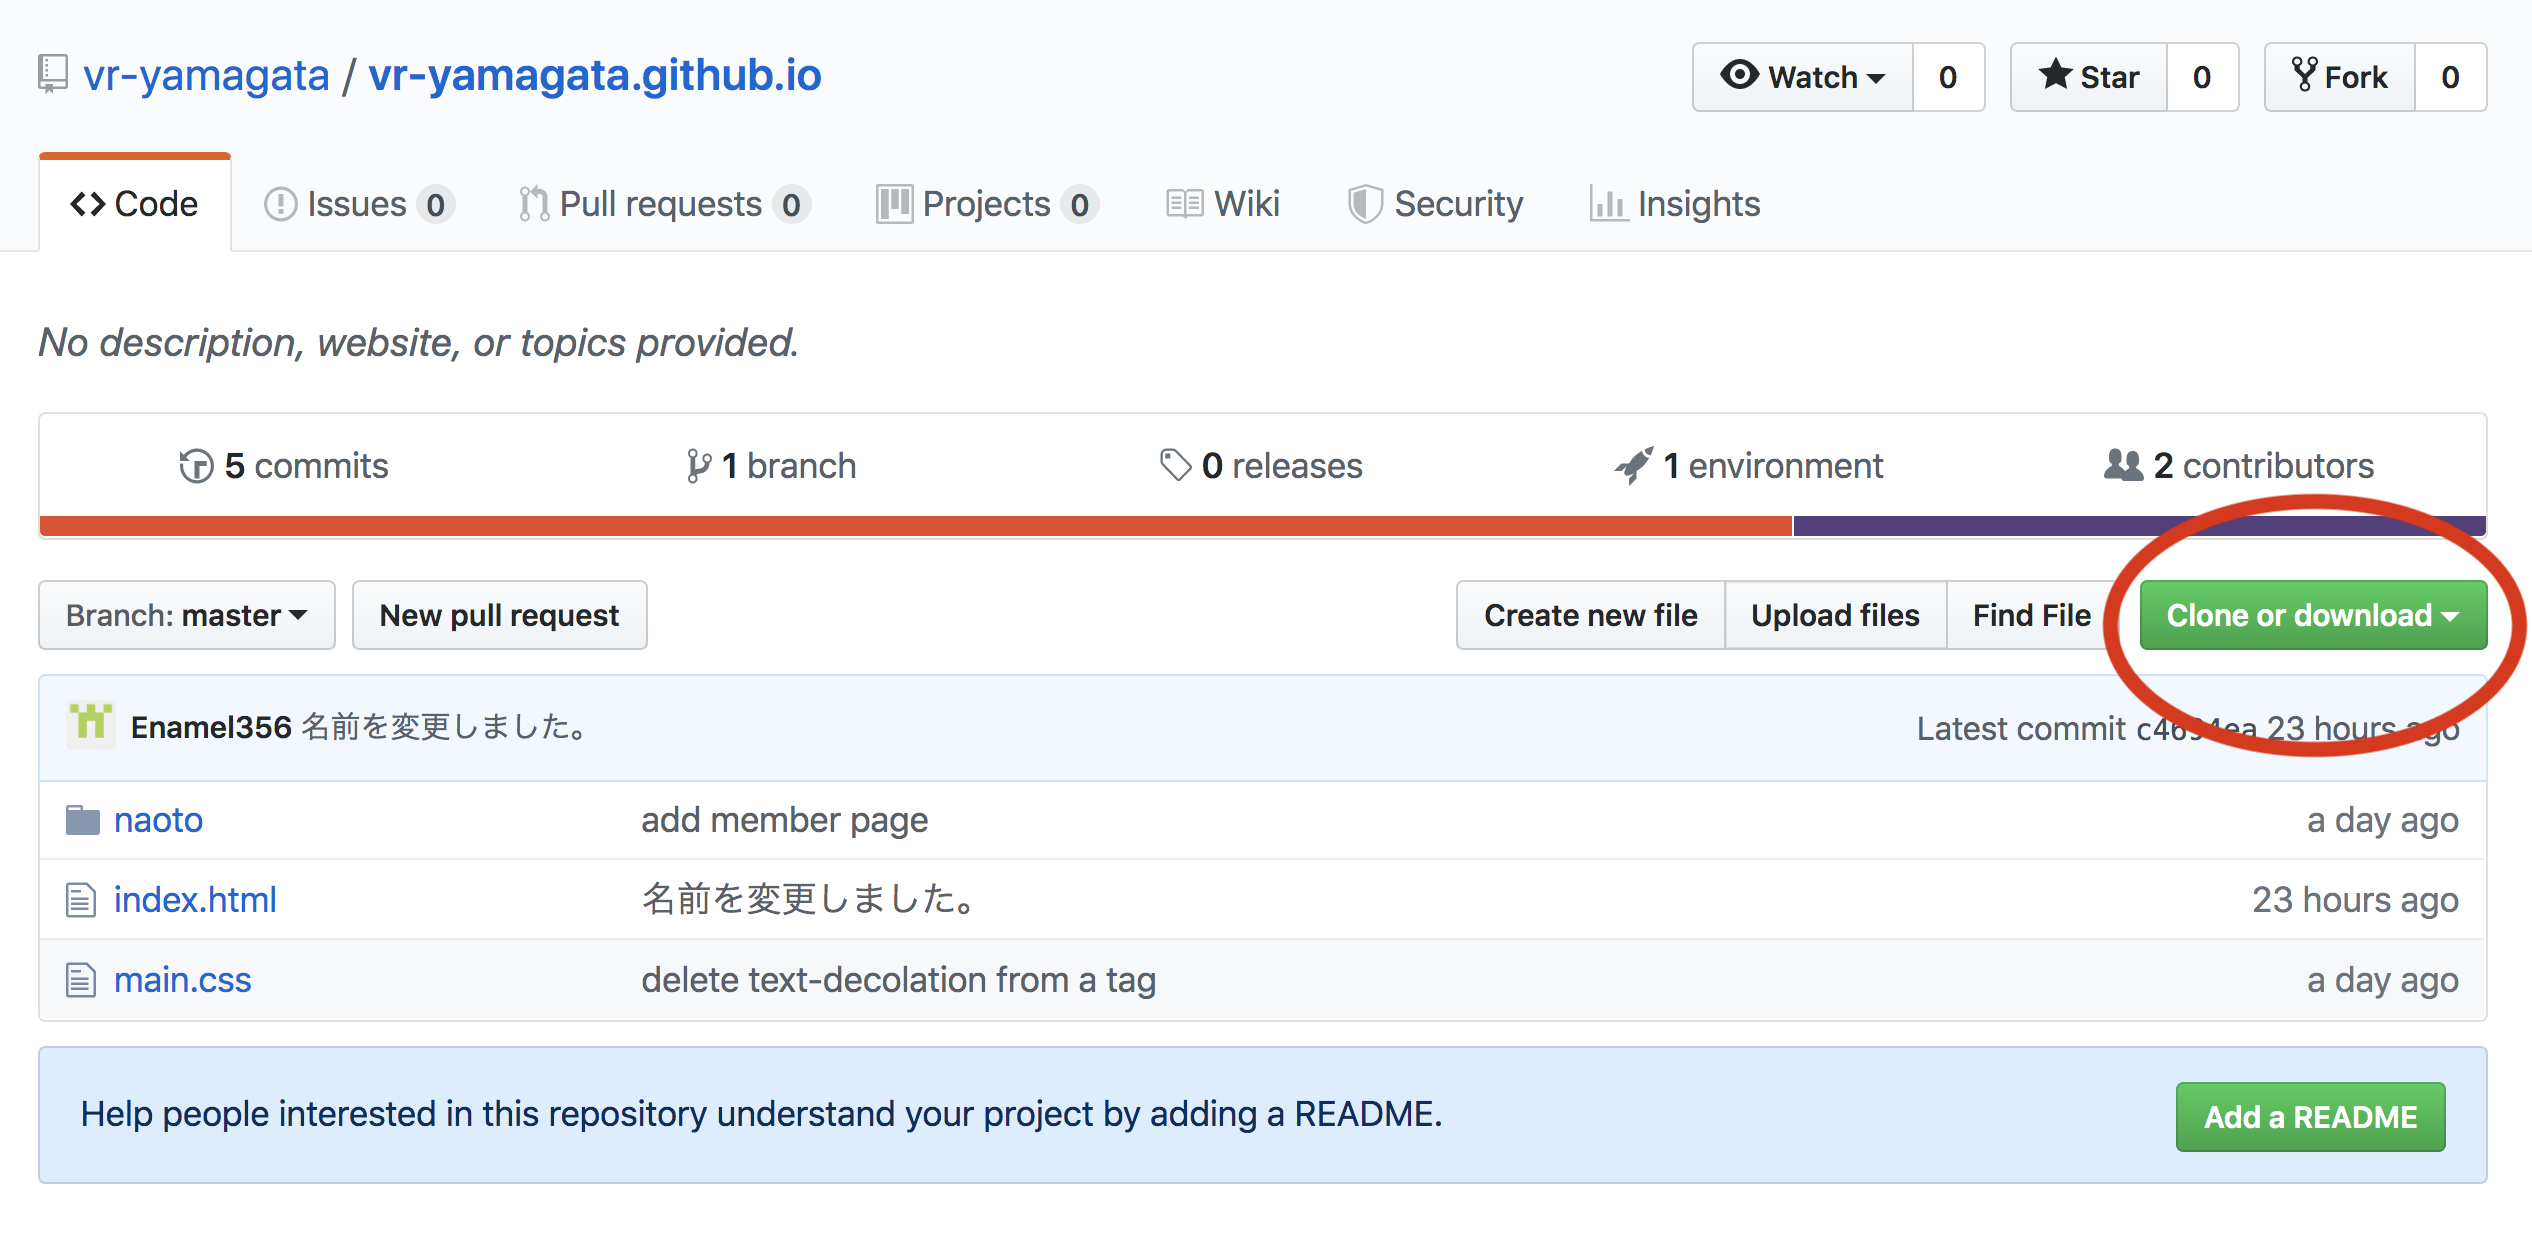 vr-yamagata / vr-yamagata.github.io
Watch 0 Star 0 Fork 0
Code Issues 0 Pull requests 0 Projects 0 Wiki Security Insights
No description, website, or topics provided.
5 commits 1 branch 0 releases 1 environment 2 contributors
Branch: master New pull request Create new file Upload files Find File Clone or download
Enamel356 名前を変更しました。 Latest commit 23 hours ago
naoto add member page a day ago
index.html 名前を変更しました。 23 hours ago
main.css delete text-decolation from a tag a day ago
Help people interested in this repository understand your project by adding a README. Add a README